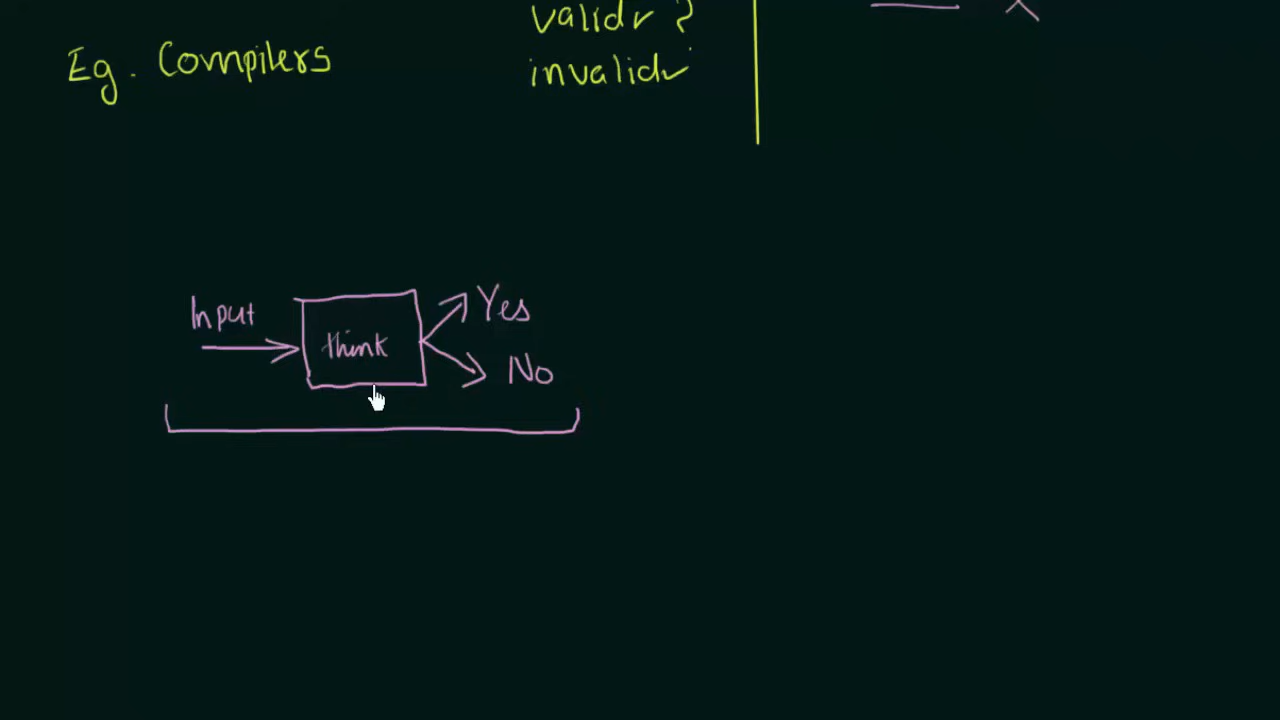 valid ✓ ?
Eg. Compilers
invalid ✓
Input
think
Yes
No